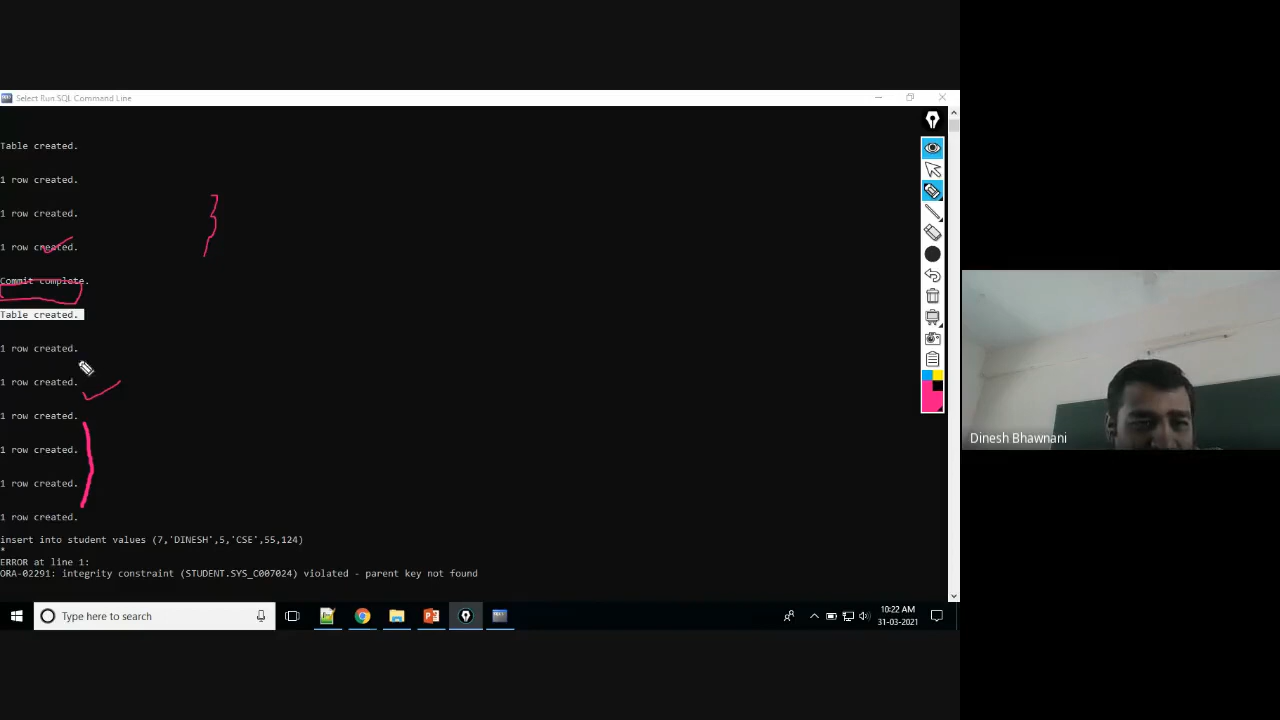 Select Run SQL Command Line
Table created.
1 row created.
1 row created.
1 row created.
Commit complete.
Table created.
1 row created.
1 row created.
1 row created.
1 row created.
1 row created.
1 row created.
insert into student values (7,'DINESH',5,'CSE',55,124)
*
ERROR at line 1:
ORA-02291: integrity constraint (STUDENT.SYS_C007024) violated - parent key not found
Dinesh Bhawnani
Type here to search
10:22 AM
31-03-2021